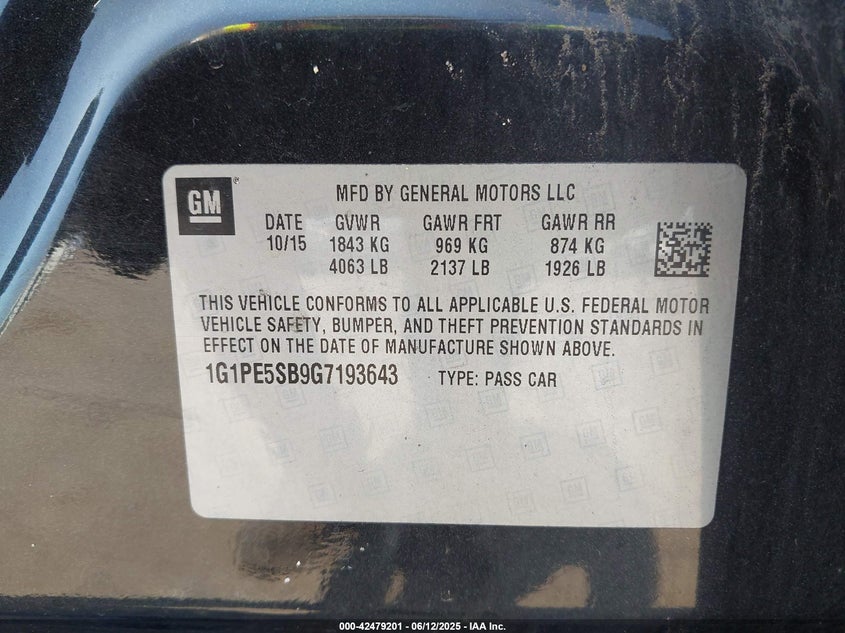 GM ®
MFD BY GENERAL MOTORS LLC
DATE GVWR GAWR FRT GAWR RR
10/15 1843 KG 969 KG 874 KG
4063 LB 2137 LB 1926 LB
THIS VEHICLE CONFORMS TO ALL APPLICABLE U.S. FEDERAL MOTOR
VEHICLE SAFETY, BUMPER, AND THEFT PREVENTION STANDARDS IN
EFFECT ON THE DATE OF MANUFACTURE SHOWN ABOVE.
1G1PE5SB9G7193643 TYPE: PASS CAR
000-42479201 - 06/12/2025 - IAA Inc.